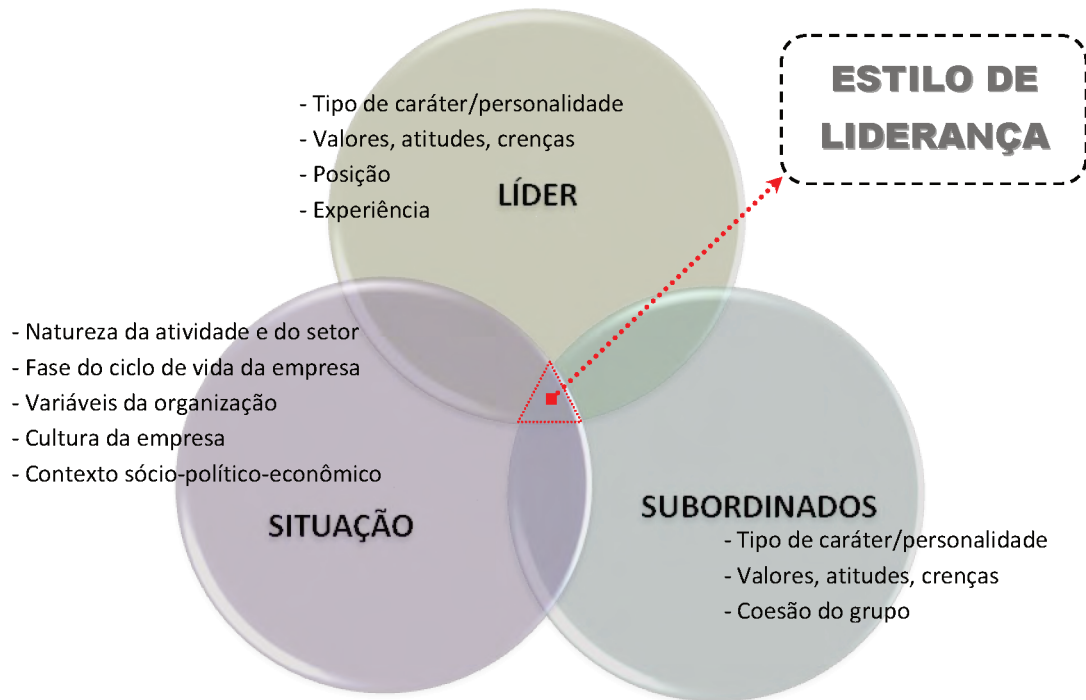 ESTILO DE
LIDERANÇA
- Tipo de caráter/personalidade
- Valores, atitudes, crenças
- Posição
- Experiência
LÍDER
- Natureza da atividade e do setor
- Fase do ciclo de vida da empresa
- Variáveis da organização
- Cultura da empresa
- Contexto sócio-político-econômico
SITUAÇÃO
SUBORDINADOS
- Tipo de caráter/personalidade
- Valores, atitudes, crenças
- Coesão do grupo